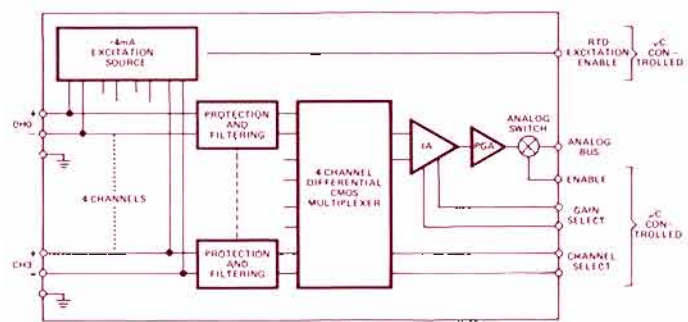 .4mA
EXCITATION
SOURCE
RTD
EXCITATION
ENABLE
µC
CON-
TROLLED
+
CH0
–
PROTECTION
AND
FILTERING
4 CHANNELS
4 CHANNEL
DIFFERENTIAL
CMOS
MULTIPLEXER
IA
PGA
ANALOG
SWITCH
ANALOG
BUS
ENABLE
GAIN
SELECT
µC
CON-
TROLLED
+
CH3
–
PROTECTION
AND
FILTERING
CHANNEL
SELECT